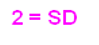 2 = SD